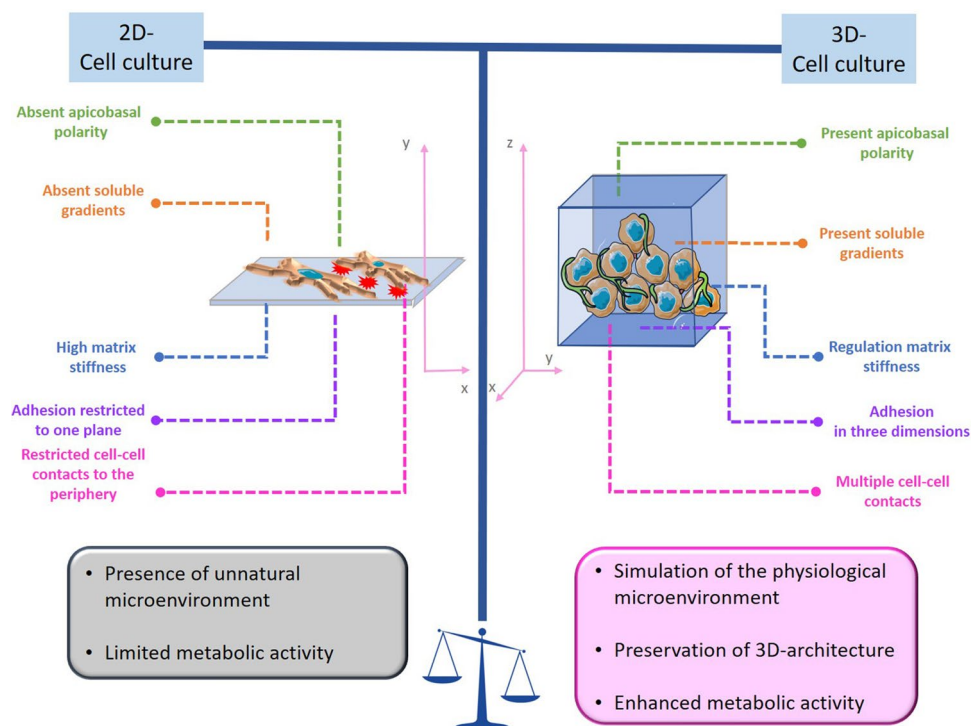 2D-
Cell culture
3D-
Cell culture
Absent apicobasal
polarity
Absent soluble
gradients
High matrix
stiffness
Adhesion restricted
to one plane
Restricted cell-cell
contacts to the
periphery
y
x
z
y
x
Present apicobasal
polarity
Present soluble
gradients
Regulation matrix
stiffness
Adhesion
in three dimensions
Multiple cell-cell
contacts
• Presence of unnatural
microenvironment
• Limited metabolic activity
• Simulation of the physiological
microenvironment
• Preservation of 3D-architecture
• Enhanced metabolic activity